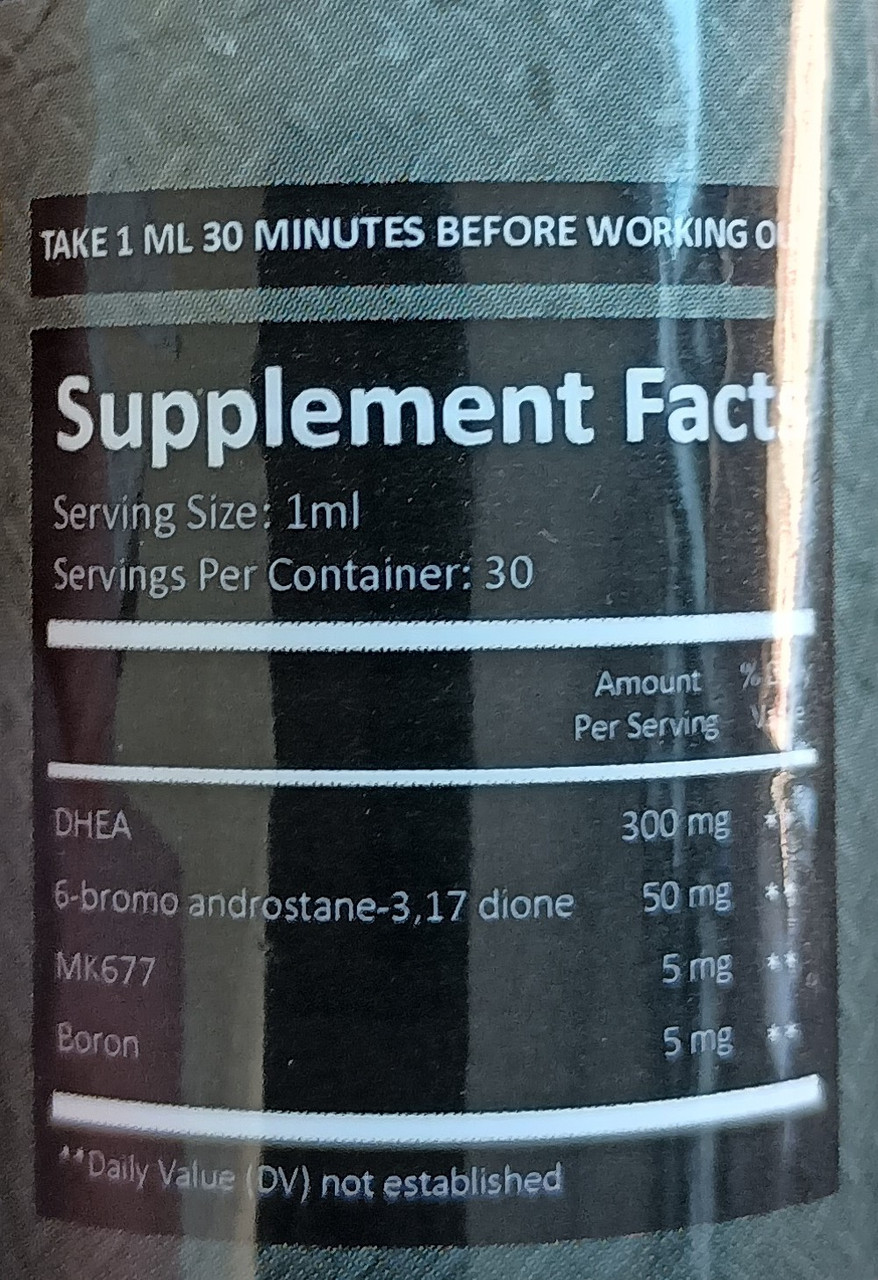 TAKE 1 ML 30 MINUTES BEFORE WORKING
Supplement Facts
Serving Size: 1ml
Servings Per Container: 30
Amount
Per Serving
DHEA 300 mg **
6-bromo androstane-3,17 dione 50 mg **
MK677 5 mg **
Boron 5 mg **
**Daily Value (DV) not established